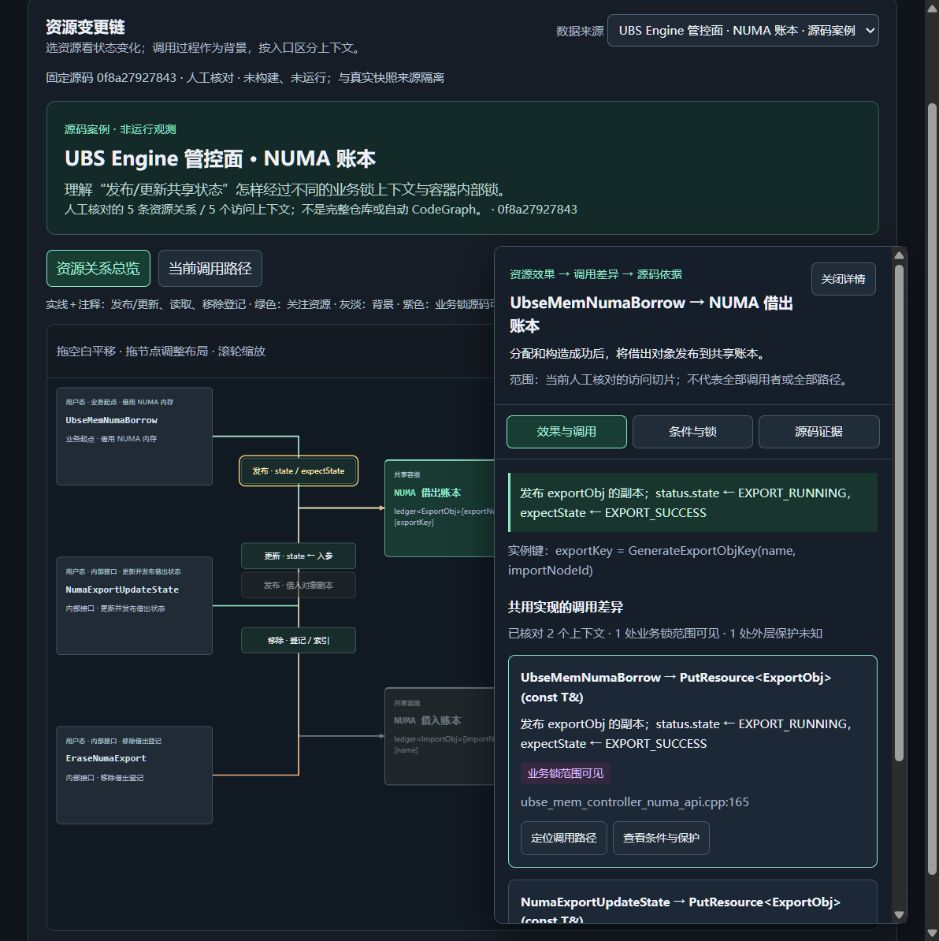 资源变更链
选资源看状态变化；调用过程作为背景，按入口区分上下文。
数据来源
UBS Engine 管控面 · NUMA 账本 · 源码案例
固定源码 0f8a27927843 · 人工核对 · 未构建、未运行；与真实快照来源隔离
源码案例 · 非运行观测
UBS Engine 管控面 • NUMA 账本
理解“发布/更新共享状态”怎样经过不同的业务锁上下文与容器内部锁。
人工核对的 5 条资源关系 / 5 个访问上下文；不是完整仓库或自动 CodeGraph。 · 0f8a27927843
资源关系总览
当前调用路径
实线 + 注释：发布/更新、读取、移除登记 · 绿色：关注资源 · 灰淡：背景 · 紫色：业务锁源码可
拖空白平移 · 拖节点调整布局 · 滚轮缩放
用户态 · 业务起点 · 借用 NUMA 内存
UbseMemNumaBorrow
业务起点 · 借用 NUMA 内存
发布 · state / expectState
共享容器
NUMA 借出账本
ledger<ExportObj>[exportNo
[exportKey]
用户态 · 内部接口 · 更新并发布借出状态
NumaExportUpdateState
内部接口 · 更新并发布借出状态
更新 · state ← 入参
发布 · 借入对象副本
移除 · 登记 / 索引
共享容器
NUMA 借入账本
ledger<ImportObj>[importN
[name]
用户态 · 内部接口 · 移除借出登记
EraseNumaExport
内部接口 · 移除借出登记
资源效果 → 调用差异 → 源码依据
关闭详情
UbseMemNumaBorrow → NUMA 借出
账本
分配和构造成功后，将借出对象发布到共享账本。
范围：当前人工核对的访问切片；不代表全部调用者或全部路径。
效果与调用
条件与锁
源码证据
发布 exportObj 的副本；status.state ← EXPORT_RUNNING，
expectState ← EXPORT_SUCCESS
实例键：exportKey = GenerateExportObjKey(name,
importNodeId)
共用实现的调用差异
已核对 2 个上下文 · 1 处业务锁范围可见 · 1 处外层保护未知
UbseMemNumaBorrow → PutResource<ExportObj>
(const T&)
发布 exportObj 的副本；status.state ← EXPORT_RUNNING，
expectState ← EXPORT_SUCCESS
业务锁范围可见
ubse_mem_controller_numa_api.cpp:165
定位调用路径
查看条件与保护
NumaExportUpdateState → PutResource<ExportObj>
(const T&)